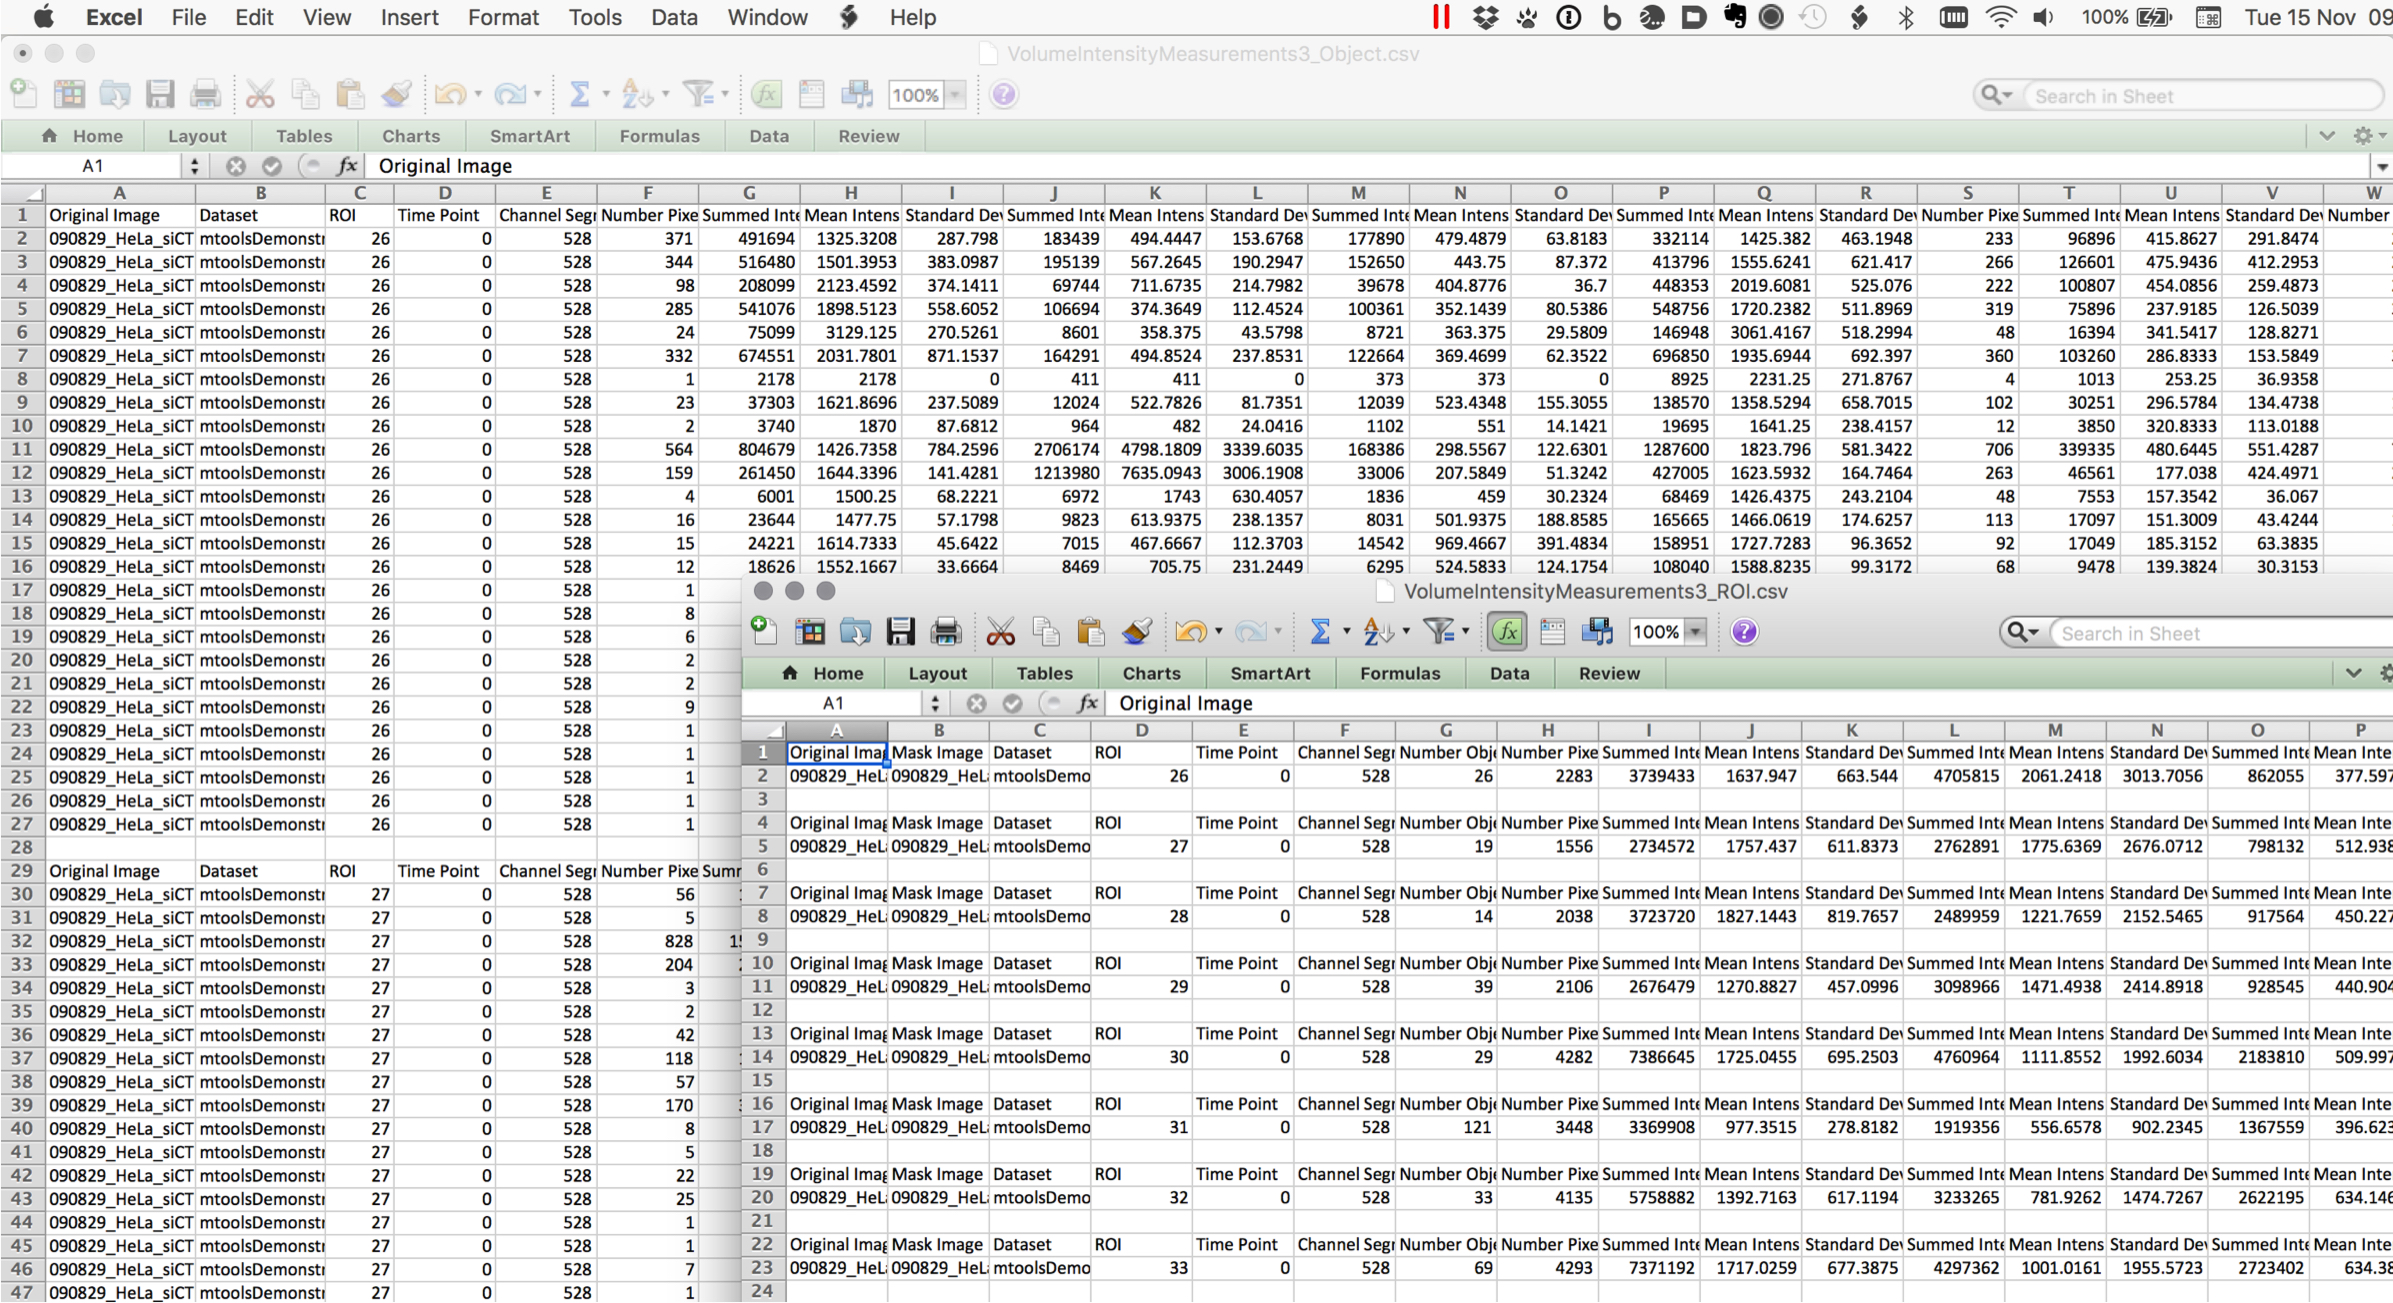 Excel File Edit View Insert Format Tools Data Window Help 100% Tue 15 Nov 09
VolumeIntensityMeasurements3_Object.csv
100% Search in Sheet
Home Layout Tables Charts SmartArt Formulas Data Review
A1 fx Original Image
A B C D E F G H I J K L M N O P Q R S T U V W
1 Original Image Dataset ROI Time Point Channel Segr Number Pixe Summed Inte Mean Intens Standard Dev Summed Inte Mean Intens Standard Dev Summed Inte Mean Intens Standard Dev Summed Inte Mean Intens Standard Dev Number Pixe Summed Inte Mean Intens Standard Dev Number
2 090829_HeLa_siCT mtoolsDemonstr 26 0 528 371 491694 1325.3208 287.798 183439 494.4447 153.6768 177890 479.4879 63.8183 332114 1425.382 463.1948 233 96896 415.8627 291.8474
3 090829_HeLa_siCT mtoolsDemonstr 26 0 528 344 516480 1501.3953 383.0987 195139 567.2645 190.2947 152650 443.75 87.372 413796 1555.6241 621.417 266 126601 475.9436 412.2953
4 090829_HeLa_siCT mtoolsDemonstr 26 0 528 98 208099 2123.4592 374.1411 69744 711.6735 214.7982 39678 404.8776 36.7 448353 2019.6081 525.076 222 100807 454.0856 259.4873
5 090829_HeLa_siCT mtoolsDemonstr 26 0 528 285 541076 1898.5123 558.6052 106694 374.3649 112.4524 100361 352.1439 80.5386 548756 1720.2382 511.8969 319 75896 237.9185 126.5039
6 090829_HeLa_siCT mtoolsDemonstr 26 0 528 24 75099 3129.125 270.5261 8601 358.375 43.5798 8721 363.375 29.5809 146948 3061.4167 518.2994 48 16394 341.5417 128.8271
7 090829_HeLa_siCT mtoolsDemonstr 26 0 528 332 674551 2031.7801 871.1537 164291 494.8524 237.8531 122664 369.4699 62.3522 696850 1935.6944 692.397 360 103260 286.8333 153.5849
8 090829_HeLa_siCT mtoolsDemonstr 26 0 528 1 2178 2178 0 411 411 0 373 373 0 8925 2231.25 271.8767 4 1013 253.25 36.9358
9 090829_HeLa_siCT mtoolsDemonstr 26 0 528 23 37303 1621.8696 237.5089 12024 522.7826 81.7351 12039 523.4348 155.3055 138570 1358.5294 658.7015 102 30251 296.5784 134.4738
10 090829_HeLa_siCT mtoolsDemonstr 26 0 528 2 3740 1870 87.6812 964 482 24.0416 1102 551 14.1421 19695 1641.25 238.4157 12 3850 320.8333 113.0188
11 090829_HeLa_siCT mtoolsDemonstr 26 0 528 564 804679 1426.7358 784.2596 2706174 4798.1809 3339.6035 168386 298.5567 122.6301 1287600 1823.796 581.3422 706 339335 480.6445 551.4287
12 090829_HeLa_siCT mtoolsDemonstr 26 0 528 159 261450 1644.3396 141.4281 1213980 7635.0943 3006.1908 33006 207.5849 51.3242 427005 1623.5932 164.7464 263 46561 177.038 424.4971
13 090829_HeLa_siCT mtoolsDemonstr 26 0 528 4 6001 1500.25 68.2221 6972 1743 630.4057 1836 459 30.2324 68469 1426.4375 243.2104 48 7553 157.3542 36.067
14 090829_HeLa_siCT mtoolsDemonstr 26 0 528 16 23644 1477.75 57.1798 9823 613.9375 238.1357 8031 501.9375 188.8585 165665 1466.0619 174.6257 113 17097 151.3009 43.4244
15 090829_HeLa_siCT mtoolsDemonstr 26 0 528 15 24221 1614.7333 45.6422 7015 467.6667 112.3703 14542 969.4667 391.4834 158951 1727.7283 96.3652 92 17049 185.3152 63.3835
16 090829_HeLa_siCT mtoolsDemonstr 26 0 528 12 18626 1552.1667 33.6664 8469 705.75 231.2449 6295 524.5833 124.1754 108040 1588.8235 99.3172 68 9478 139.3824 30.3153
17 090829_HeLa_siCT mtoolsDemonstr 26 0 528 1
18 090829_HeLa_siCT mtoolsDemonstr 26 0 528 8
19 090829_HeLa_siCT mtoolsDemonstr 26 0 528 6
20 090829_HeLa_siCT mtoolsDemonstr 26 0 528 2
21 090829_HeLa_siCT mtoolsDemonstr 26 0 528 2
22 090829_HeLa_siCT mtoolsDemonstr 26 0 528 9
23 090829_HeLa_siCT mtoolsDemonstr 26 0 528 1
24 090829_HeLa_siCT mtoolsDemonstr 26 0 528 1
25 090829_HeLa_siCT mtoolsDemonstr 26 0 528 1
26 090829_HeLa_siCT mtoolsDemonstr 26 0 528 1
27 090829_HeLa_siCT mtoolsDemonstr 26 0 528 1
28
29 Original Image Dataset ROI Time Point Channel Segr Number Pixe Summ
30 090829_HeLa_siCT mtoolsDemonstr 27 0 528 56
31 090829_HeLa_siCT mtoolsDemonstr 27 0 528 5
32 090829_HeLa_siCT mtoolsDemonstr 27 0 528 828 15
33 090829_HeLa_siCT mtoolsDemonstr 27 0 528 204
34 090829_HeLa_siCT mtoolsDemonstr 27 0 528 3
35 090829_HeLa_siCT mtoolsDemonstr 27 0 528 2
36 090829_HeLa_siCT mtoolsDemonstr 27 0 528 42
37 090829_HeLa_siCT mtoolsDemonstr 27 0 528 118
38 090829_HeLa_siCT mtoolsDemonstr 27 0 528 57
39 090829_HeLa_siCT mtoolsDemonstr 27 0 528 170
40 090829_HeLa_siCT mtoolsDemonstr 27 0 528 8
41 090829_HeLa_siCT mtoolsDemonstr 27 0 528 5
42 090829_HeLa_siCT mtoolsDemonstr 27 0 528 22
43 090829_HeLa_siCT mtoolsDemonstr 27 0 528 25
44 090829_HeLa_siCT mtoolsDemonstr 27 0 528 1
45 090829_HeLa_siCT mtoolsDemonstr 27 0 528 1
46 090829_HeLa_siCT mtoolsDemonstr 27 0 528 7
47 090829_HeLa_siCT mtoolsDemonstr 27 0 528 1
VolumeIntensityMeasurements3_ROI.csv
100% Search in Sheet
Home Layout Tables Charts SmartArt Formulas Data Review
A1 fx Original Image
A B C D E F G H I J K L M N O P
1 Original Imag Mask Image Dataset ROI Time Point Channel Segr Number Obje Number Pixe Summed Inte Mean Intens Standard Dev Summed Inte Mean Intens Standard Dev Summed Inte Mean Inte
2 090829_HeLa 090829_HeLa mtoolsDemo 26 0 528 26 2283 3739433 1637.947 663.544 4705815 2061.2418 3013.7056 862055 377.597
3
4 Original Imag Mask Image Dataset ROI Time Point Channel Segr Number Obje Number Pixe Summed Inte Mean Intens Standard Dev Summed Inte Mean Intens Standard Dev Summed Inte Mean Inte
5 090829_HeLa 090829_HeLa mtoolsDemo 27 0 528 19 1556 2734572 1757.437 611.8373 2762891 1775.6369 2676.0712 798132 512.938
6
7 Original Imag Mask Image Dataset ROI Time Point Channel Segr Number Obje Number Pixe Summed Inte Mean Intens Standard Dev Summed Inte Mean Intens Standard Dev Summed Inte Mean Inte
8 090829_HeLa 090829_HeLa mtoolsDemo 28 0 528 14 2038 3723720 1827.1443 819.7657 2489959 1221.7659 2152.5465 917564 450.227
9
10 Original Imag Mask Image Dataset ROI Time Point Channel Segr Number Obje Number Pixe Summed Inte Mean Intens Standard Dev Summed Inte Mean Intens Standard Dev Summed Inte Mean Inte
11 090829_HeLa 090829_HeLa mtoolsDemo 29 0 528 39 2106 2676479 1270.8827 457.0996 3098966 1471.4938 2414.8918 928545 440.904
12
13 Original Imag Mask Image Dataset ROI Time Point Channel Segr Number Obje Number Pixe Summed Inte Mean Intens Standard Dev Summed Inte Mean Intens Standard Dev Summed Inte Mean Inte
14 090829_HeLa 090829_HeLa mtoolsDemo 30 0 528 29 4282 7386645 1725.0455 695.2503 4760964 1111.8552 1992.6034 2183810 509.997
15
16 Original Imag Mask Image Dataset ROI Time Point Channel Segr Number Obje Number Pixe Summed Inte Mean Intens Standard Dev Summed Inte Mean Intens Standard Dev Summed Inte Mean Inte
17 090829_HeLa 090829_HeLa mtoolsDemo 31 0 528 121 3448 3369908 977.3515 278.8182 1919356 556.6578 902.2345 1367559 396.623
18
19 Original Imag Mask Image Dataset ROI Time Point Channel Segr Number Obje Number Pixe Summed Inte Mean Intens Standard Dev Summed Inte Mean Intens Standard Dev Summed Inte Mean Inte
20 090829_HeLa 090829_HeLa mtoolsDemo 32 0 528 33 4135 5758882 1392.7163 617.1194 3233265 781.9262 1474.7267 2622195 634.146
21
22 Original Imag Mask Image Dataset ROI Time Point Channel Segr Number Obje Number Pixe Summed Inte Mean Intens Standard Dev Summed Inte Mean Intens Standard Dev Summed Inte Mean Inte
23 090829_HeLa 090829_HeLa mtoolsDemo 33 0 528 69 4293 7371192 1717.0259 677.3875 4297362 1001.0161 1955.5723 2723402 634.38
24